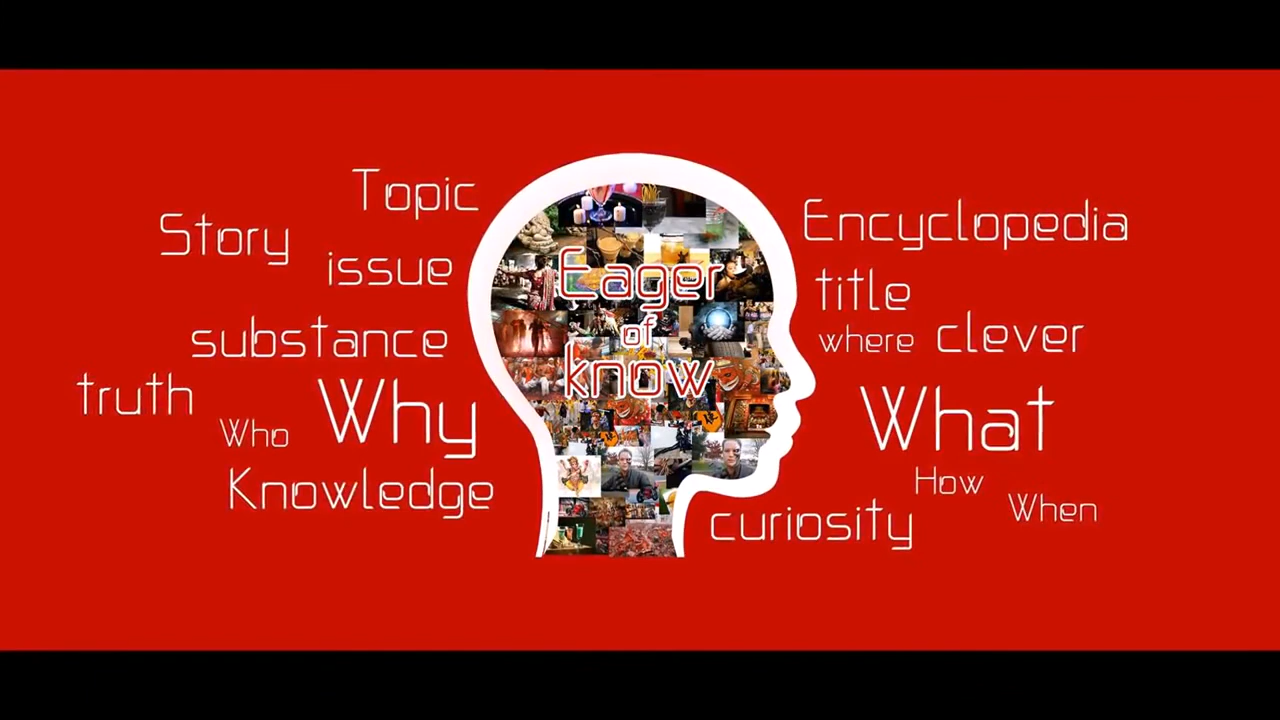 Topic
Story
issue
substance
truth
Why
Who
Knowledge
Eager
of
know
Encyclopedia
title
where
clever
What
How
When
curiosity